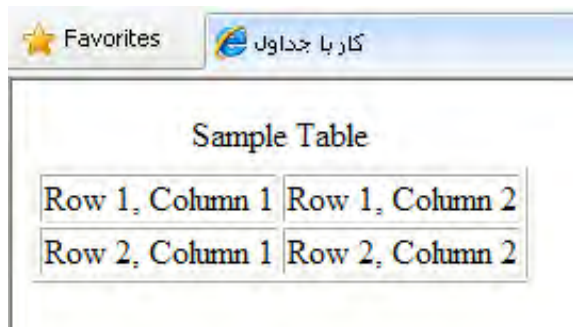 Favorites
کار با جداول
Sample Table
Row 1, Column 1 Row 1, Column 2
Row 2, Column 1 Row 2, Column 2